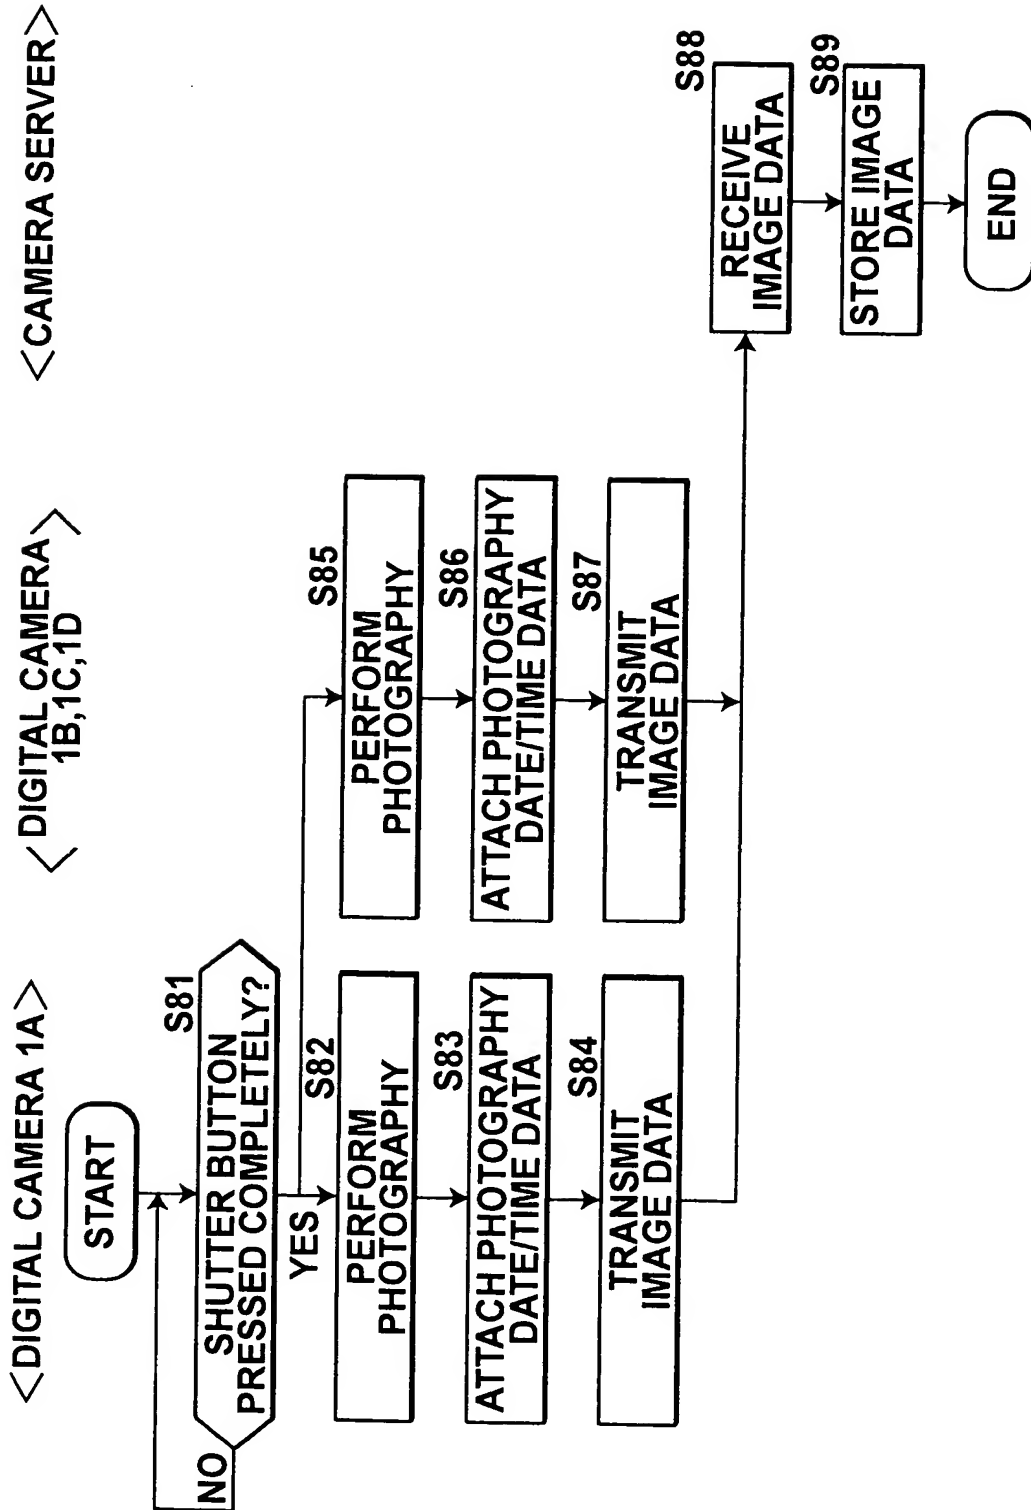 <DIGITAL CAMERA 1A>
START
S81
SHUTTER BUTTON
PRESSED COMPLETELY?
NO
YES
S82
PERFORM
PHOTOGRAPHY
S83
ATTACH PHOTOGRAPHY
DATE/TIME DATA
S84
TRANSMIT
IMAGE DATA
<DIGITAL CAMERA
1B,1C,1D>
S85
PERFORM
PHOTOGRAPHY
S86
ATTACH PHOTOGRAPHY
DATE/TIME DATA
S87
TRANSMIT
IMAGE DATA
<CAMERA SERVER>
S88
RECEIVE
IMAGE DATA
S89
STORE IMAGE
DATA
END